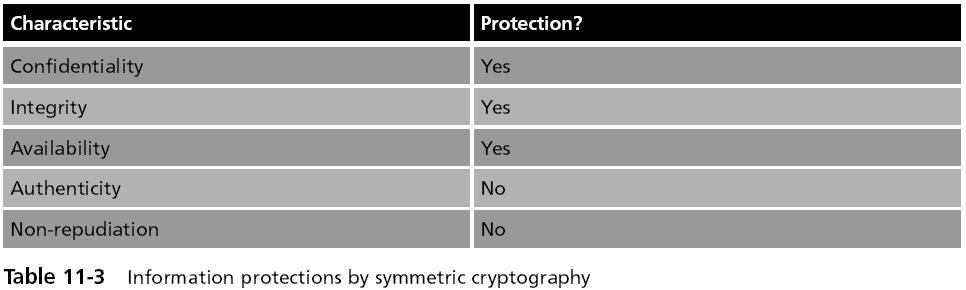 Characteristic Protection?
Confidentiality Yes
Integrity Yes
Availability Yes
Authenticity No
Non-repudiation No
Table 11-3 Information protections by symmetric cryptography